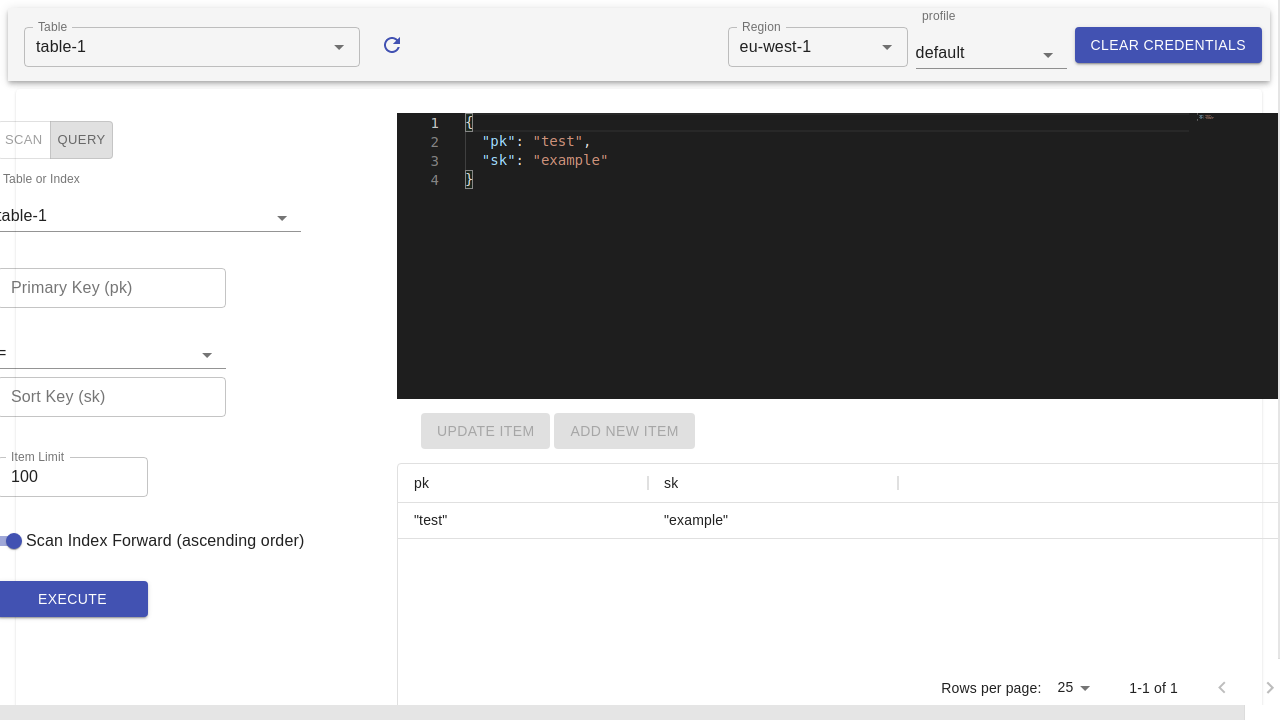 Table
table-1
Region
eu-west-1
profile
default
CLEAR CREDENTIALS
SCAN
QUERY
Table or Index
table-1
Primary Key (pk)
=
Sort Key (sk)
Item Limit
100
Scan Index Forward (ascending order)
EXECUTE
1 {
2 "pk": "test",
3 "sk": "example"
4 }
UPDATE ITEM
ADD NEW ITEM
pk sk
"test" "example"
Rows per page: 25 1-1 of 1